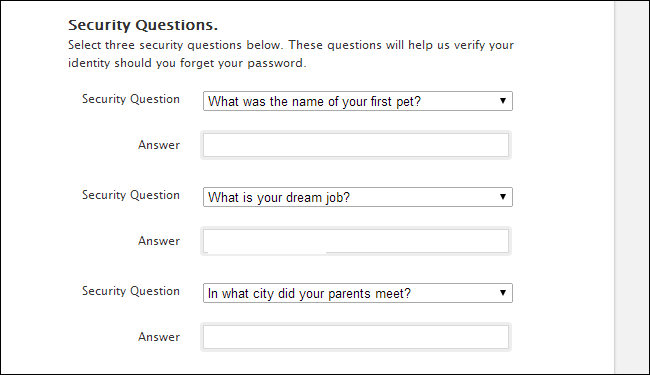 Security Questions.
Select three security questions below. These questions will help us verify your
identity should you forget your password.
Security Question What was the name of your first pet?
Answer
Security Question What is your dream job?
Answer
Security Question In what city did your parents meet?
Answer